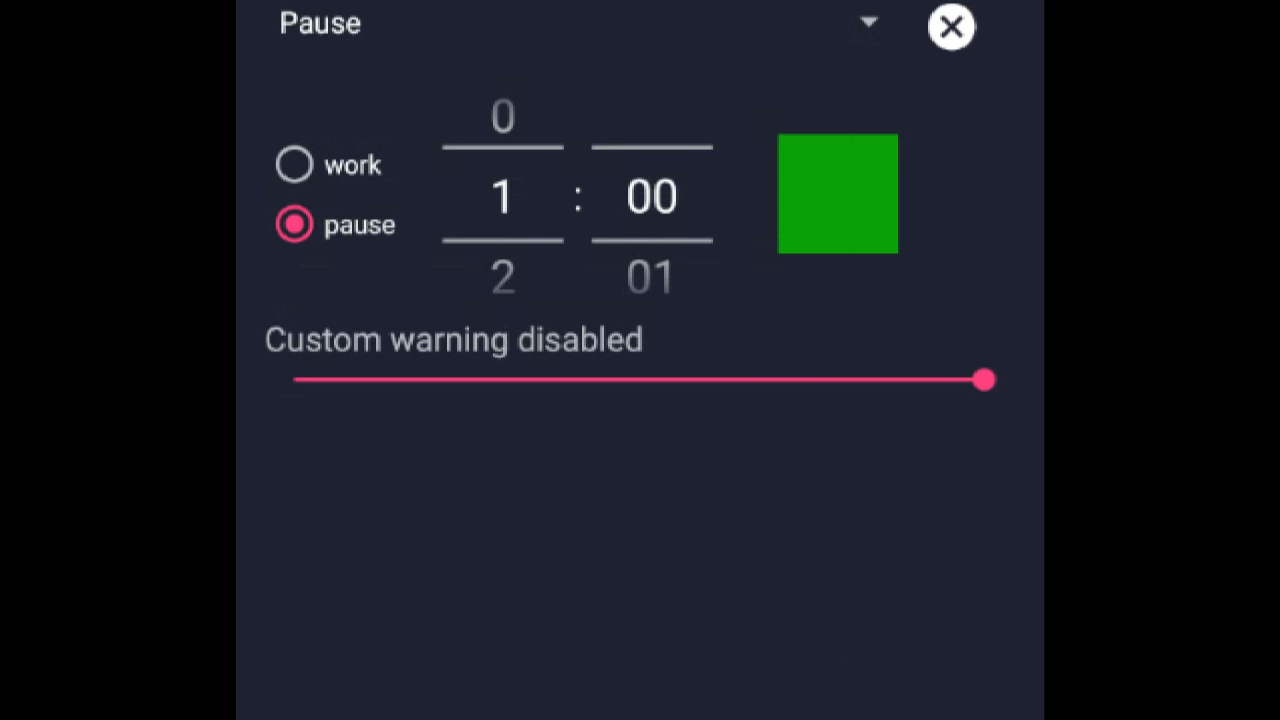 Pause
0
work
1 : 00
pause
2 01
Custom warning disabled